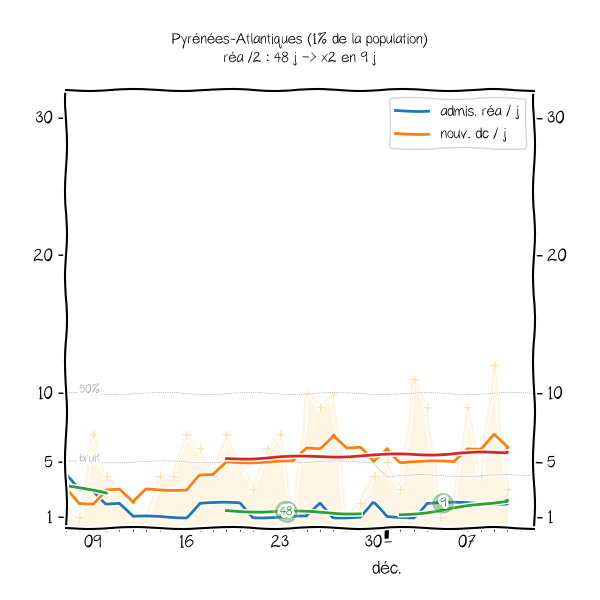 Pyrénées-Atlantiques (1% de la population)
réa /2 : 48 j -> x2 en 9 j
admis. réa / j
nouv. dc / j
30 30
20 20
10 10
50%
5 5
bruit
1 1
48
9
09 16 23 30 07
déc.